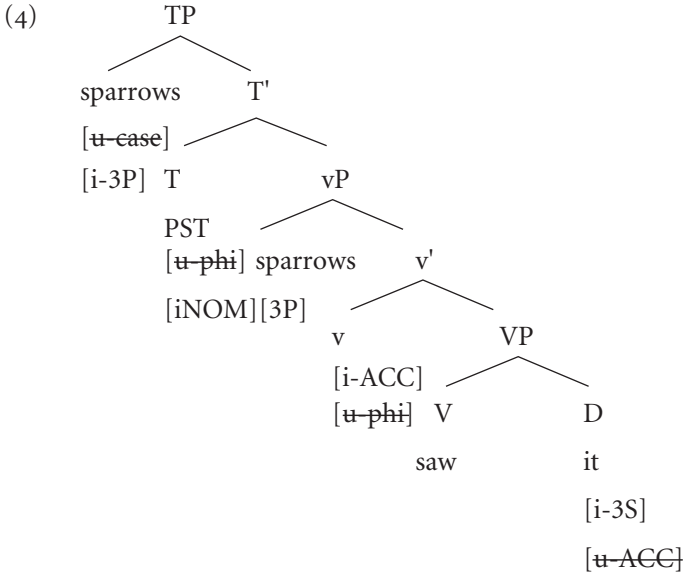 (4) TP
sparrows T'
[u-case]
[i-3P] T vP
PST
[u-phi] sparrows v'
[iNOM][3P]
v VP
[i-ACC]
[u-phi] V D
saw it
[i-3S]
[u-ACC]